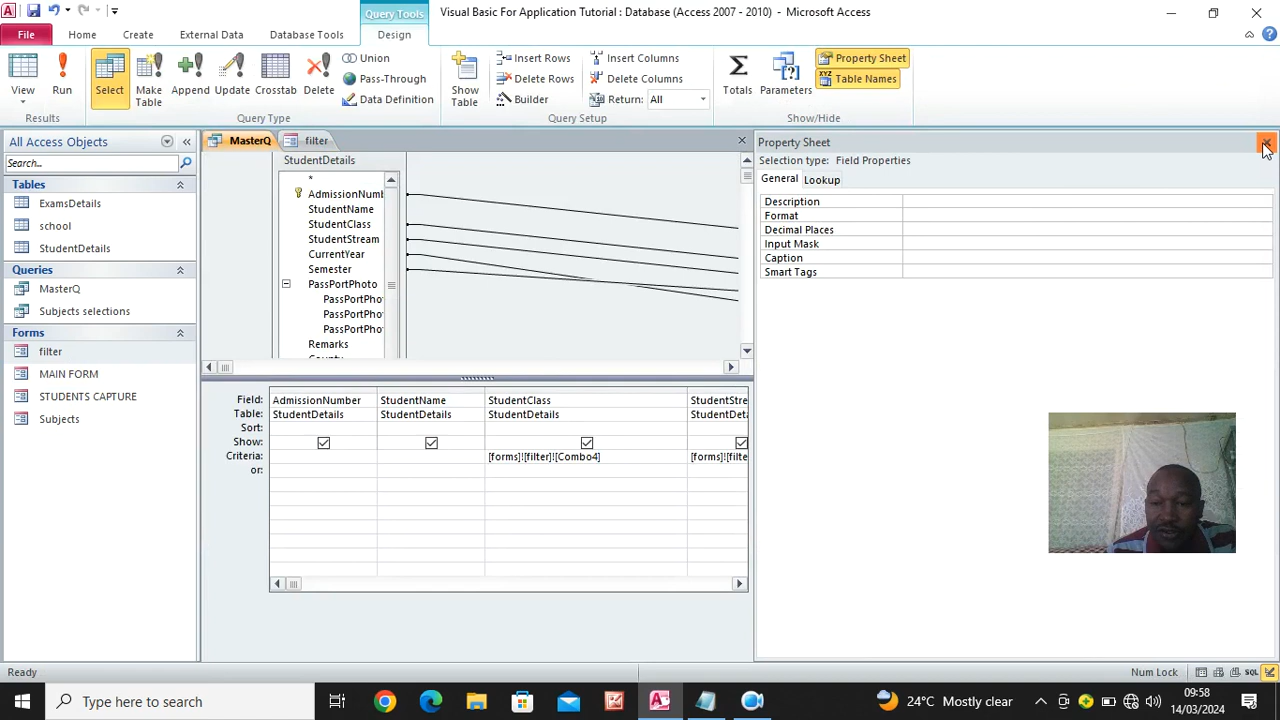 Query Tools
Visual Basic For Application Tutorial : Database (Access 2007 - 2010) - Microsoft Access
File
Home
Create
External Data
Database Tools
Design
View
Run
Select
Make Table
Append
Update
Crosstab
Delete
Union
Pass-Through
Data Definition
Show Table
Insert Rows
Delete Rows
Builder
Insert Columns
Delete Columns
Return: All
Totals
Parameters
Property Sheet
Table Names
Results
Query Type
Query Setup
Show/Hide
All Access Objects
Search...
Tables
ExamsDetails
school
StudentDetails
Queries
MasterQ
Subjects selections
Forms
filter
MAIN FORM
STUDENTS CAPTURE
Subjects
MasterQ
filter
StudentDetails
*
AdmissionNumb
StudentName
StudentClass
StudentStream
CurrentYear
Semester
PassPortPhoto
PassPortPho
PassPortPho
PassPortPho
Remarks
Field: AdmissionNumber StudentName StudentClass StudentStre
Table: StudentDetails StudentDetails StudentDetails StudentDeta
Sort:
Show:
Criteria: [forms]![filter]![Combo4] [forms]![filte
or:
Property Sheet
Selection type: Field Properties
General Lookup
Description
Format
Decimal Places
Input Mask
Caption
Smart Tags
Ready
Num Lock
SQL
Type here to search
24°C Mostly clear
09:58
14/03/2024